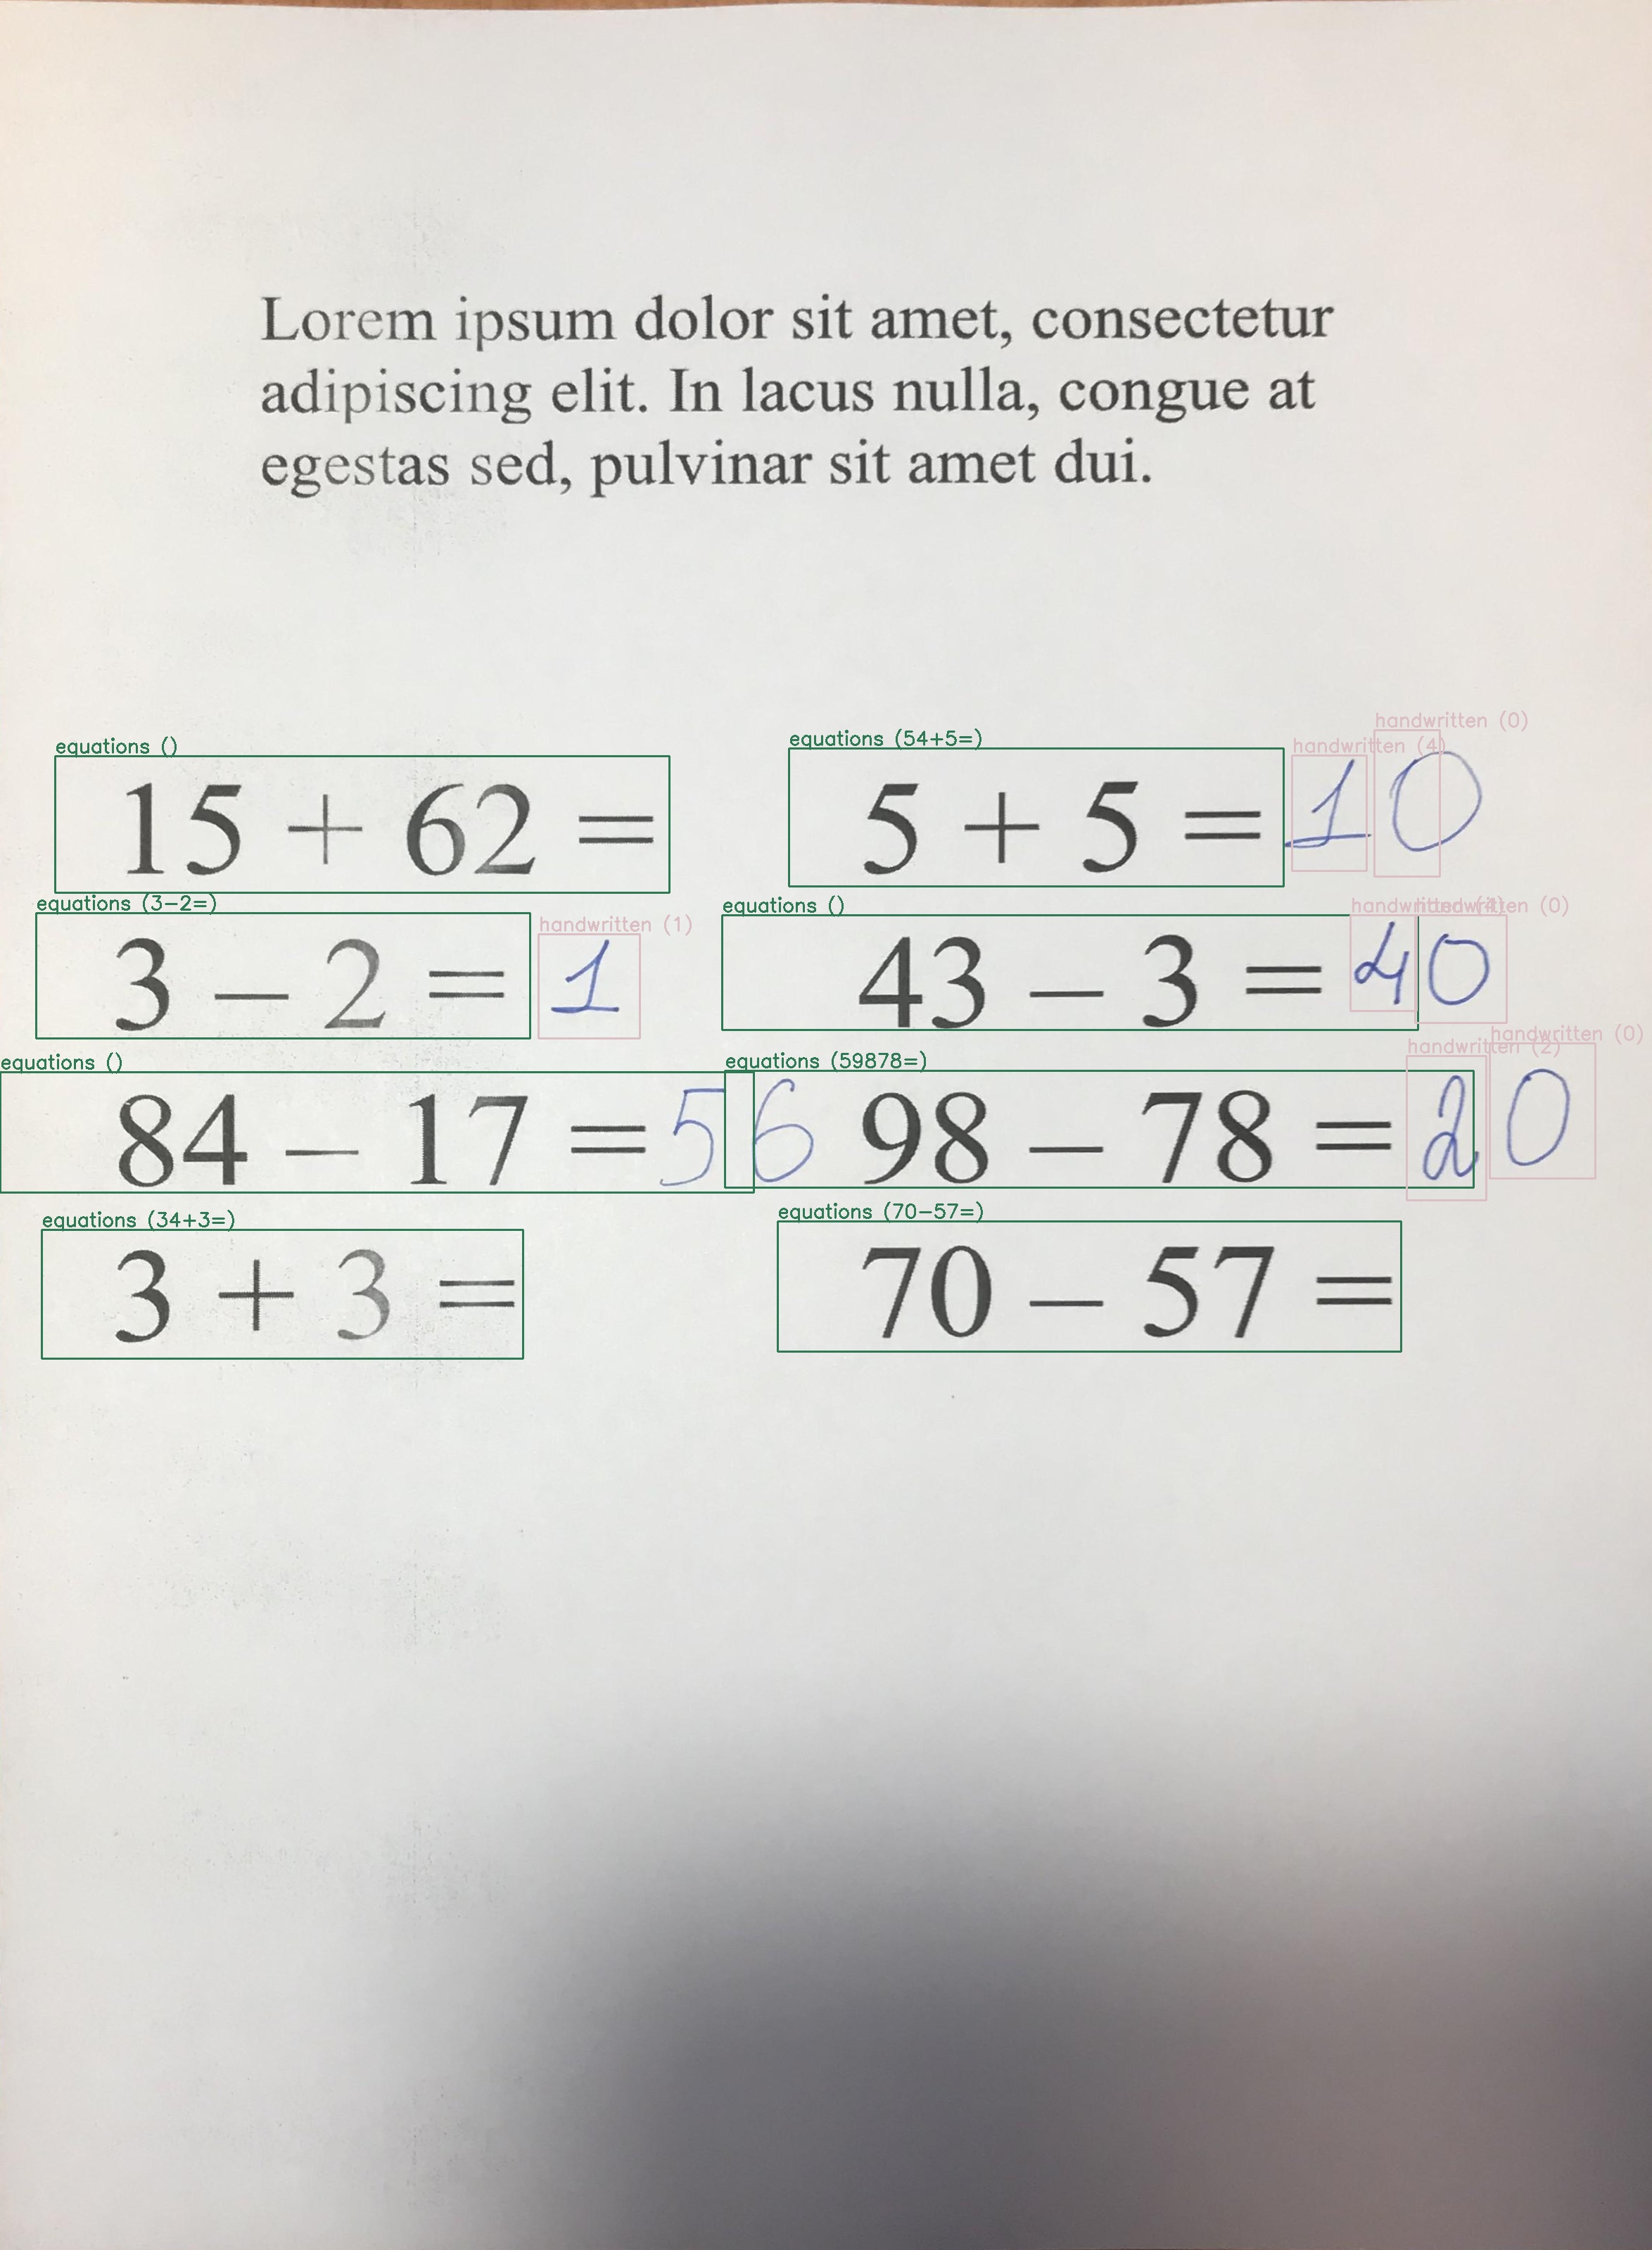 Lorem ipsum dolor sit amet, consectetur
adipiscing elit. In lacus nulla, congue at
egestas sed, pulvinar sit amet dui.
handwritten (0)
equations () equations (54+5=) handwritten (4)
15 + 62 = 5 + 5 = 10
equations (3-2=) handwritten (1) equations () handwritten (4) handwritten (0)
3 – 2 = 1 43 – 3 = 40
equations () equations (59878=) handwritten (2) handwritten (0)
84 – 17 = 56 98 – 78 = 20
equations (34+3=) equations (70-57=)
3 + 3 = 70 – 57 =